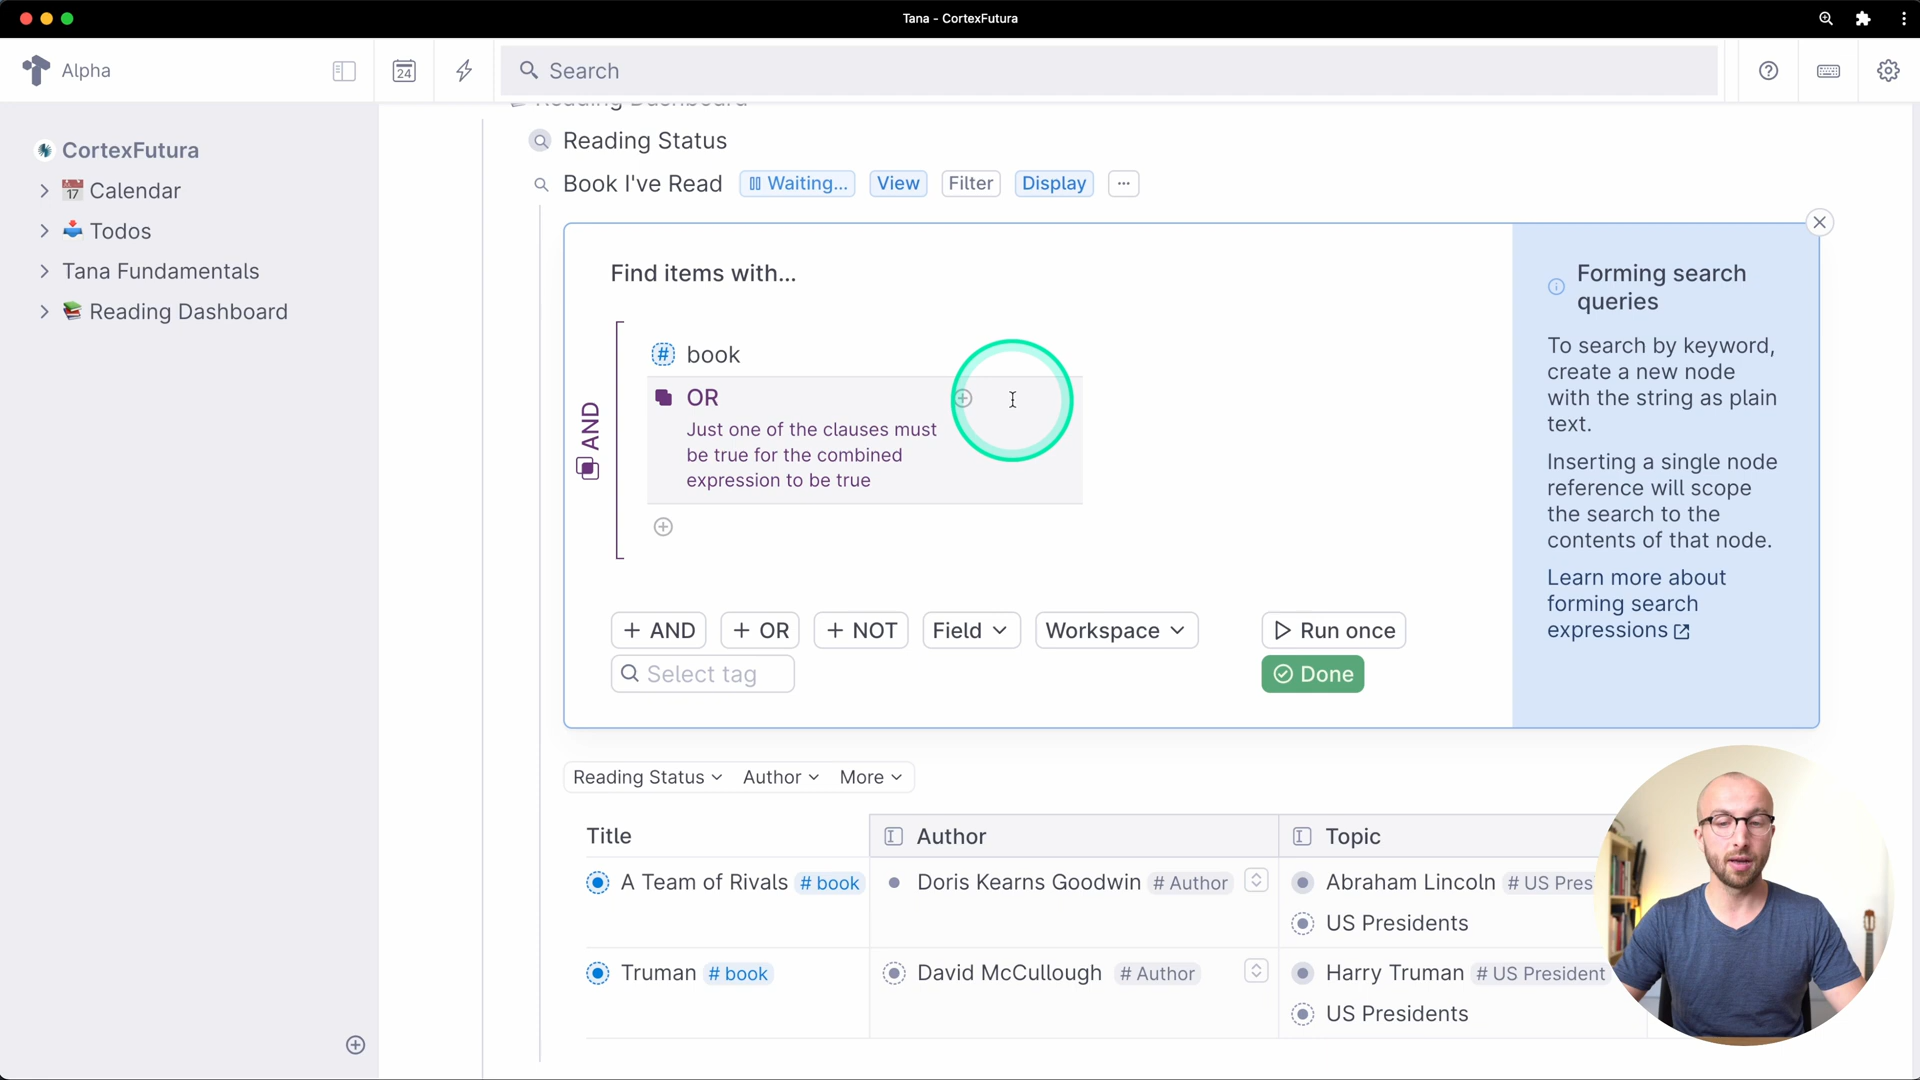 Tana - CortexFutura
Alpha
24
Search
Reading Dashboard
CortexFutura
Calendar
Todos
Tana Fundamentals
Reading Dashboard
Reading Status
Book I've Read
Waiting...
View
Filter
Display
Find items with...
AND
# book
OR
Just one of the clauses must
be true for the combined
expression to be true
+ AND
+ OR
+ NOT
Field
Workspace
Run once
Select tag
Done
Forming search
queries
To search by keyword,
create a new node
with the string as plain
text.
Inserting a single node
reference will scope
the search to the
contents of that node.
Learn more about
forming search
expressions
Reading Status
Author
More
Title
Author
Topic
A Team of Rivals # book
Doris Kearns Goodwin # Author
Abraham Lincoln # US Pres
US Presidents
Truman # book
David McCullough # Author
Harry Truman # US President
US Presidents